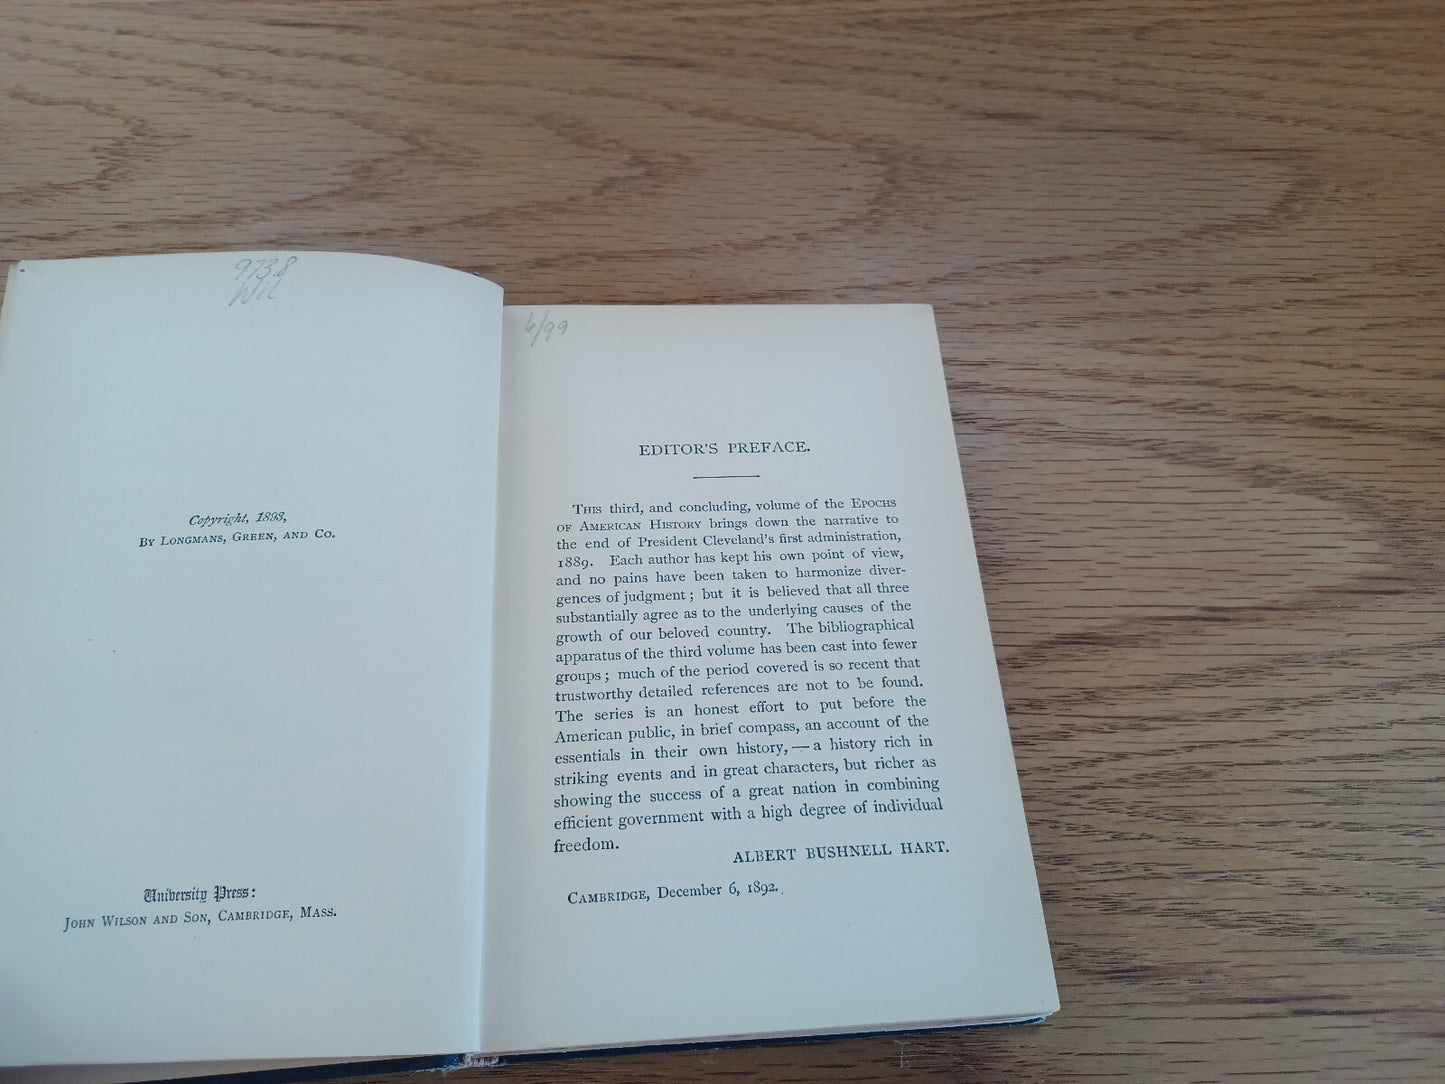 973.8
Wil
Copyright, 1893,
BY LONGMANS, GREEN, AND CO.
University Press:
JOHN WILSON AND SON, CAMBRIDGE, MASS.
6/99
EDITOR'S PREFACE.
THIS third, and concluding, volume of the EPOCHS
OF AMERICAN HISTORY brings down the narrative to
the end of President Cleveland's first administration,
1889. Each author has kept his own point of view,
and no pains have been taken to harmonize diver-
gences of judgment; but it is believed that all three
substantially agree as to the underlying causes of the
growth of our beloved country. The bibliographical
apparatus of the third volume has been cast into fewer
groups; much of the period covered is so recent that
trustworthy detailed references are not to be found.
The series is an honest effort to put before the
American public, in brief compass, an account of the
essentials in their own history, — a history rich in
striking events and in great characters, but richer as
showing the success of a great nation in combining
efficient government with a high degree of individual
freedom.
ALBERT BUSHNELL HART.
CAMBRIDGE, December 6, 1892.